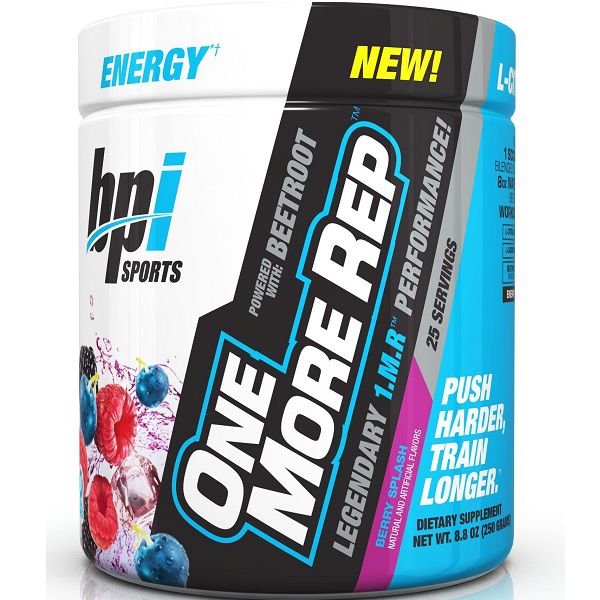 ENERGY*†
NEW!
bpi
SPORTS
POWERED
WITH: BEETROOT
ONE
MORE REP™
LEGENDARY 1.M.R™ PERFORMANCE!
25 SERVINGS
BERRY SPLASH
NATURAL AND ARTIFICIAL FLAVORS
PUSH
HARDER,
TRAIN
LONGER.†
DIETARY SUPPLEMENT
NET WT. 8.8 OZ (250 GRAMS)